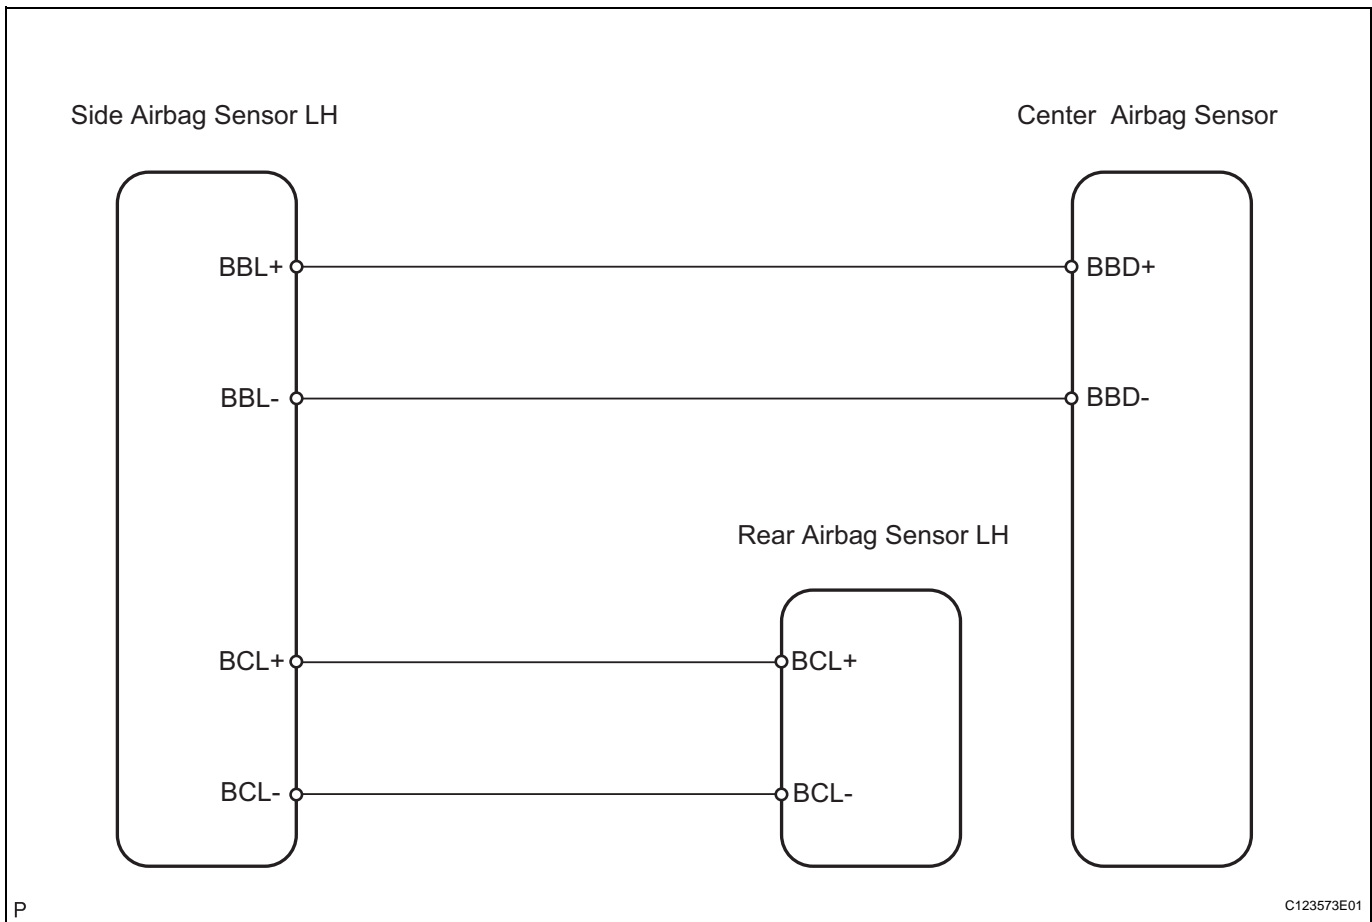 Side Airbag Sensor LH
Center Airbag Sensor
BBL+
BBD+
BBL-
BBD-
Rear Airbag Sensor LH
BCL+
BCL+
BCL-
BCL-
P
C123573E01